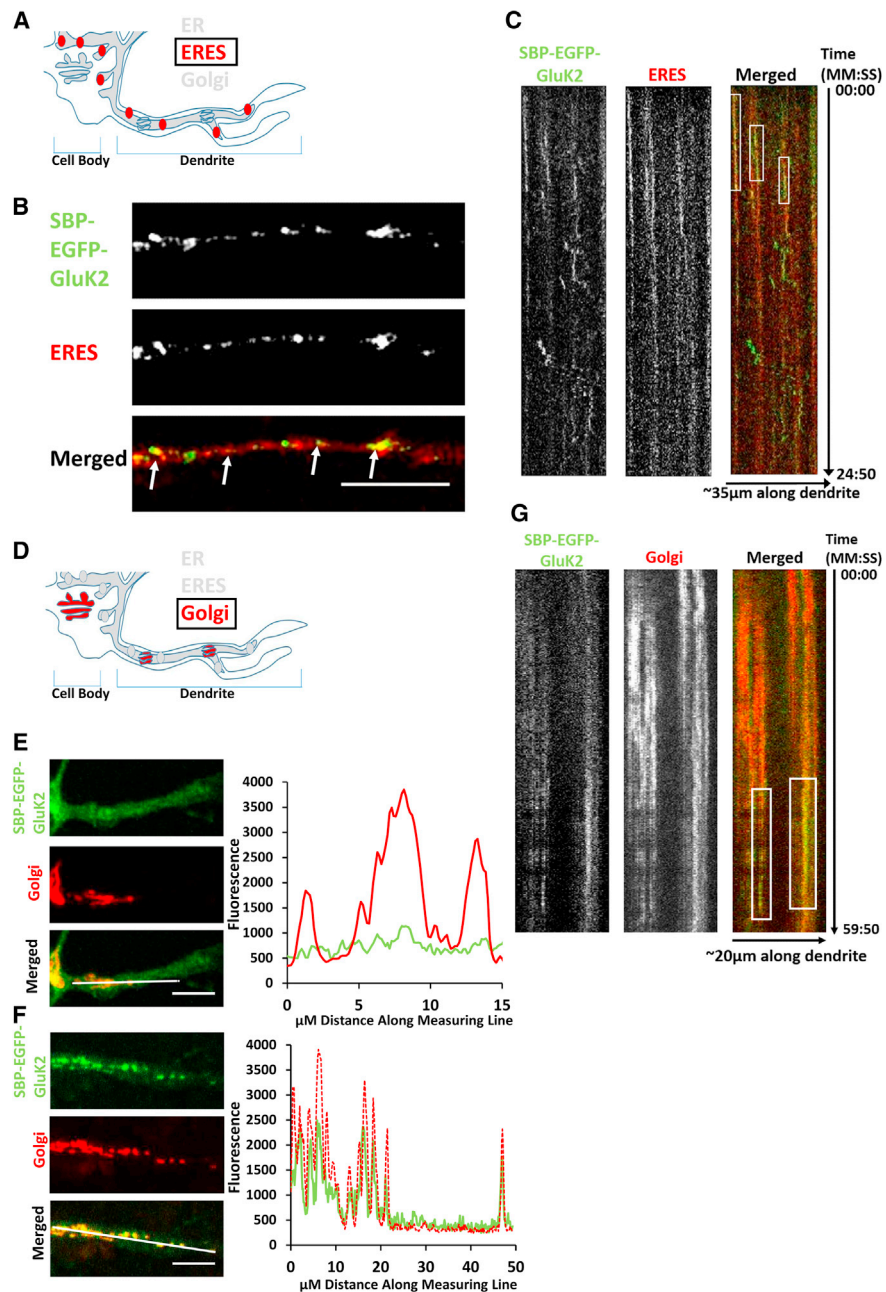 A
ER
ERES
Golgi
Cell Body
Dendrite
B
SBP-
EGFP-
GluK2
ERES
Merged
C
SBP-EGFP-
GluK2
ERES
Merged
Time
(MM:SS)
00:00
24:50
~35μm along dendrite
D
ER
ERES
Golgi
Cell Body
Dendrite
E
SBP-EGFP-
GluK2
Golgi
Merged
Fluorescence
4000
3500
3000
2500
2000
1500
1000
500
0
0
5
10
15
μM Distance Along Measuring Line
F
SBP-EGFP-
GluK2
Golgi
Merged
Fluorescence
4000
3500
3000
2500
2000
1500
1000
500
0
0
10
20
30
40
50
μM Distance Along Measuring Line
G
SBP-EGFP-
GluK2
Golgi
Merged
Time
(MM:SS)
00:00
59:50
~20μm along dendrite